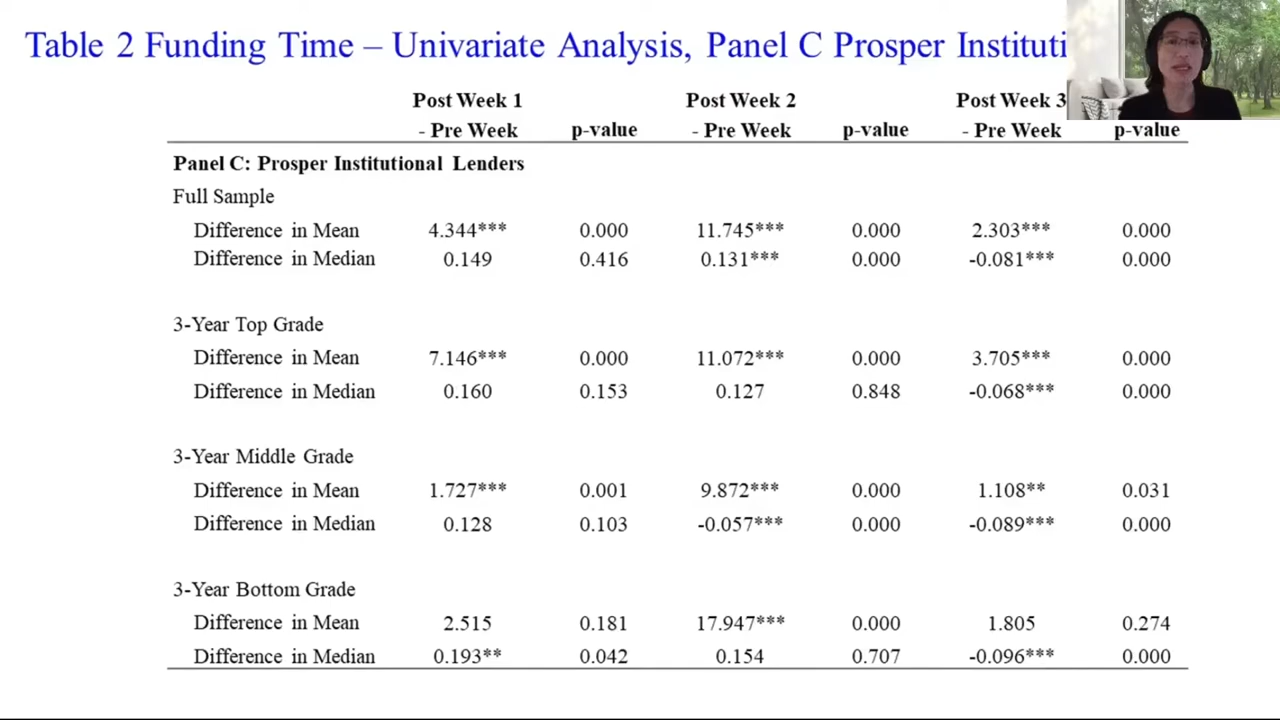 Table 2 Funding Time – Univariate Analysis, Panel C Prosper
Post Week 1 Post Week 2 Post Week 3
- Pre Week p-value - Pre Week p-value - Pre Week p-value
Panel C: Prosper Institutional Lenders
Full Sample
Difference in Mean 4.344*** 0.000 11.745*** 0.000 2.303*** 0.000
Difference in Median 0.149 0.416 0.131*** 0.000 -0.081*** 0.000
3-Year Top Grade
Difference in Mean 7.146*** 0.000 11.072*** 0.000 3.705*** 0.000
Difference in Median 0.160 0.153 0.127 0.848 -0.068*** 0.000
3-Year Middle Grade
Difference in Mean 1.727*** 0.001 9.872*** 0.000 1.108** 0.031
Difference in Median 0.128 0.103 -0.057*** 0.000 -0.089*** 0.000
3-Year Bottom Grade
Difference in Mean 2.515 0.181 17.947*** 0.000 1.805 0.274
Difference in Median 0.193** 0.042 0.154 0.707 -0.096*** 0.000